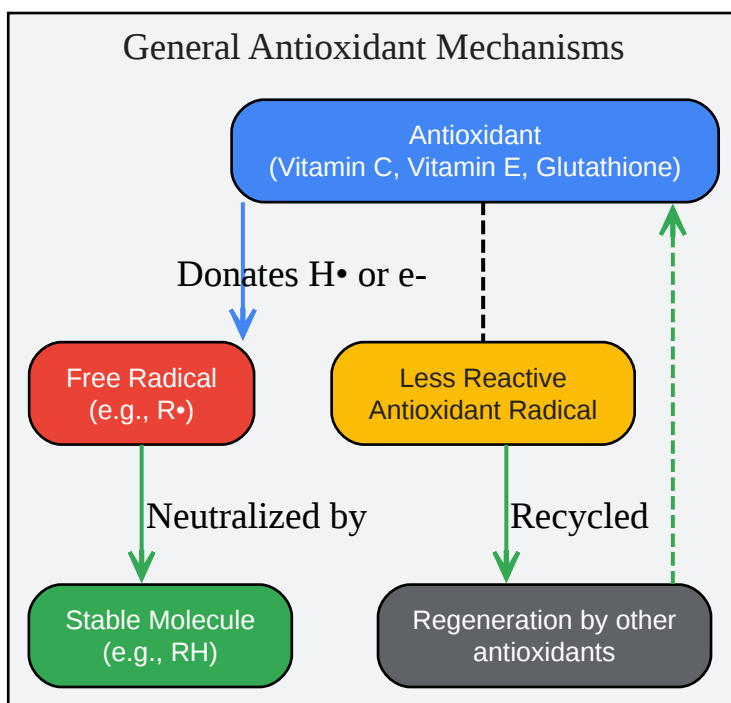 General Antioxidant Mechanisms
Antioxidant
(Vitamin C, Vitamin E, Glutathione)
Donates H• or e-
Free Radical
(e.g., R•)
Less Reactive
Antioxidant Radical
Neutralized by
Recycled
Stable Molecule
(e.g., RH)
Regeneration by other
antioxidants